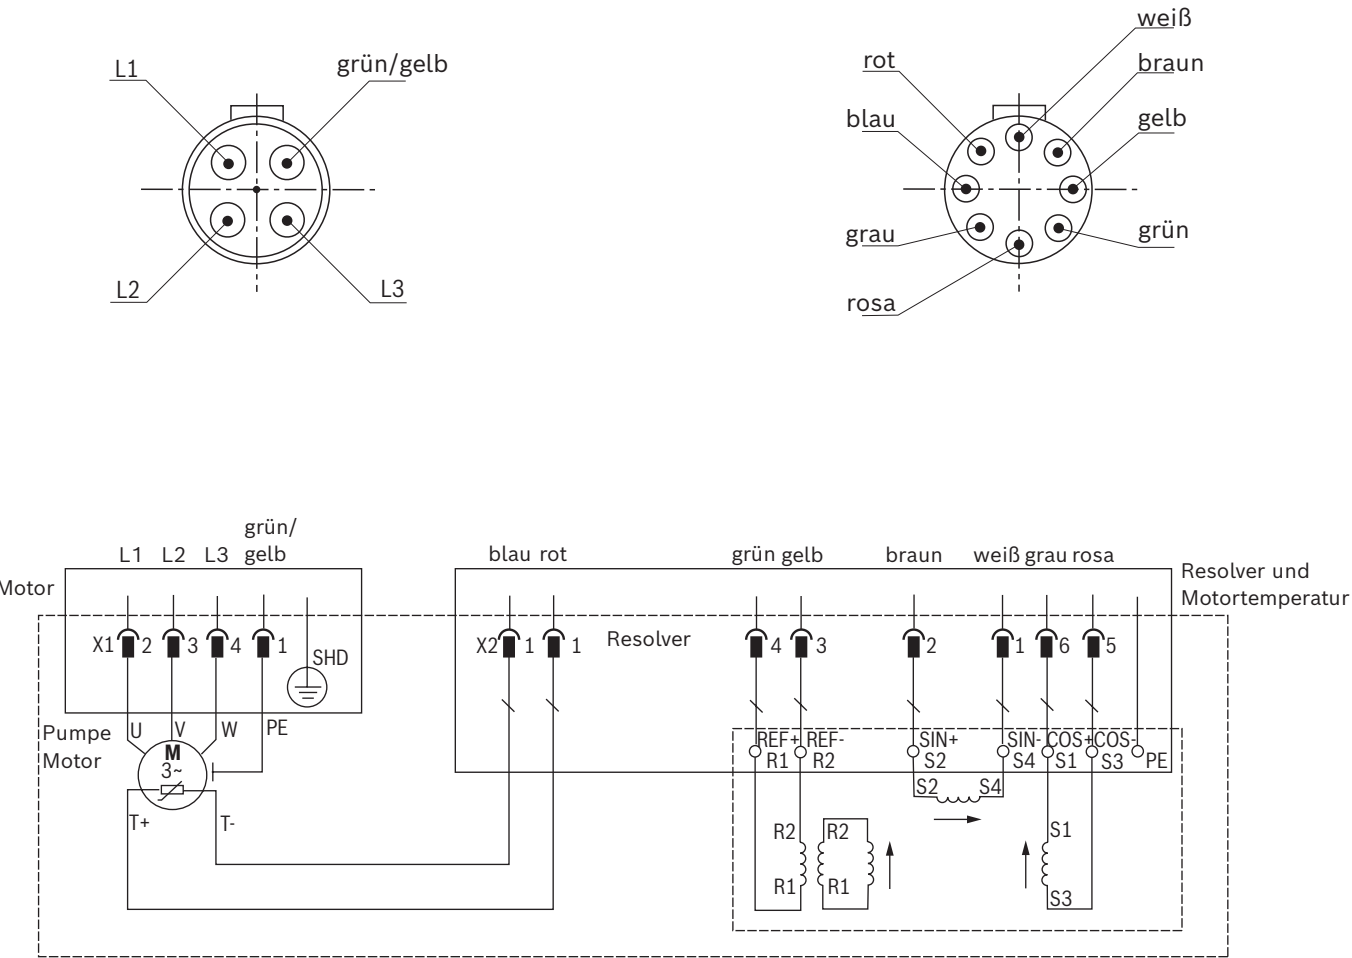 weiß
rot
braun
grün/gelb
L1
blau
gelb
grau
grün
L2
L3
rosa
grün/
L1 L2 L3 gelb
blau rot
grün gelb
braun
weiß grau rosa
Motor
Resolver und
Motortemperatur
X1 2 3 4 1
X2 1 1
Resolver
4 3 2 1 6 5
SHD
U V W PE
Pumpe
Motor
M
3~
REF+ REF- SIN+ SIN- COS+ COS-
R1 R2 S2 S4 S1 S3 PE
S2 S4
T+ T-
R2 R2 S1
R1 R1 S3